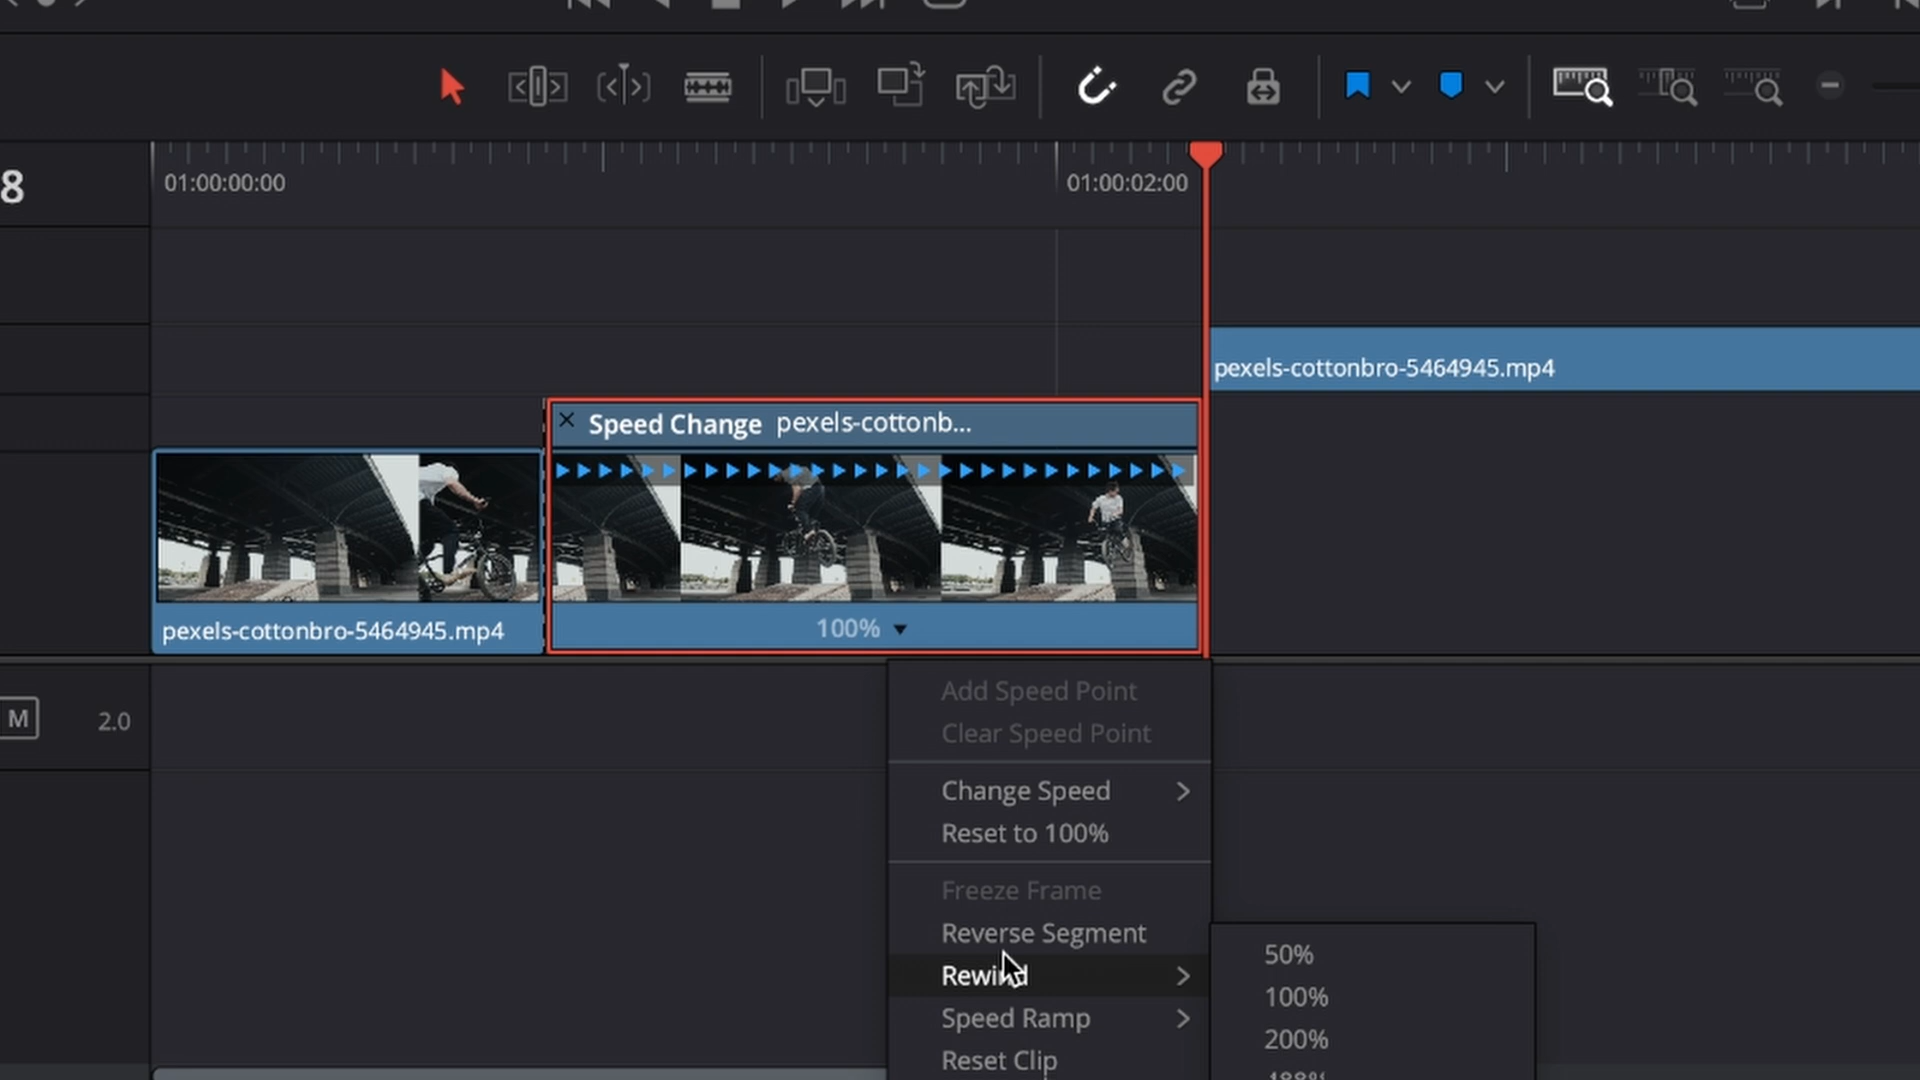 8
01:00:00:00
01:00:02:00
pexels-cottonbro-5464945.mp4
Speed Change pexels-cottonb...
pexels-cottonbro-5464945.mp4
100%
M 2.0
Add Speed Point
Clear Speed Point
Change Speed
Reset to 100%
Freeze Frame
Reverse Segment
Rewind
Speed Ramp
Reset Clip
50%
100%
200%